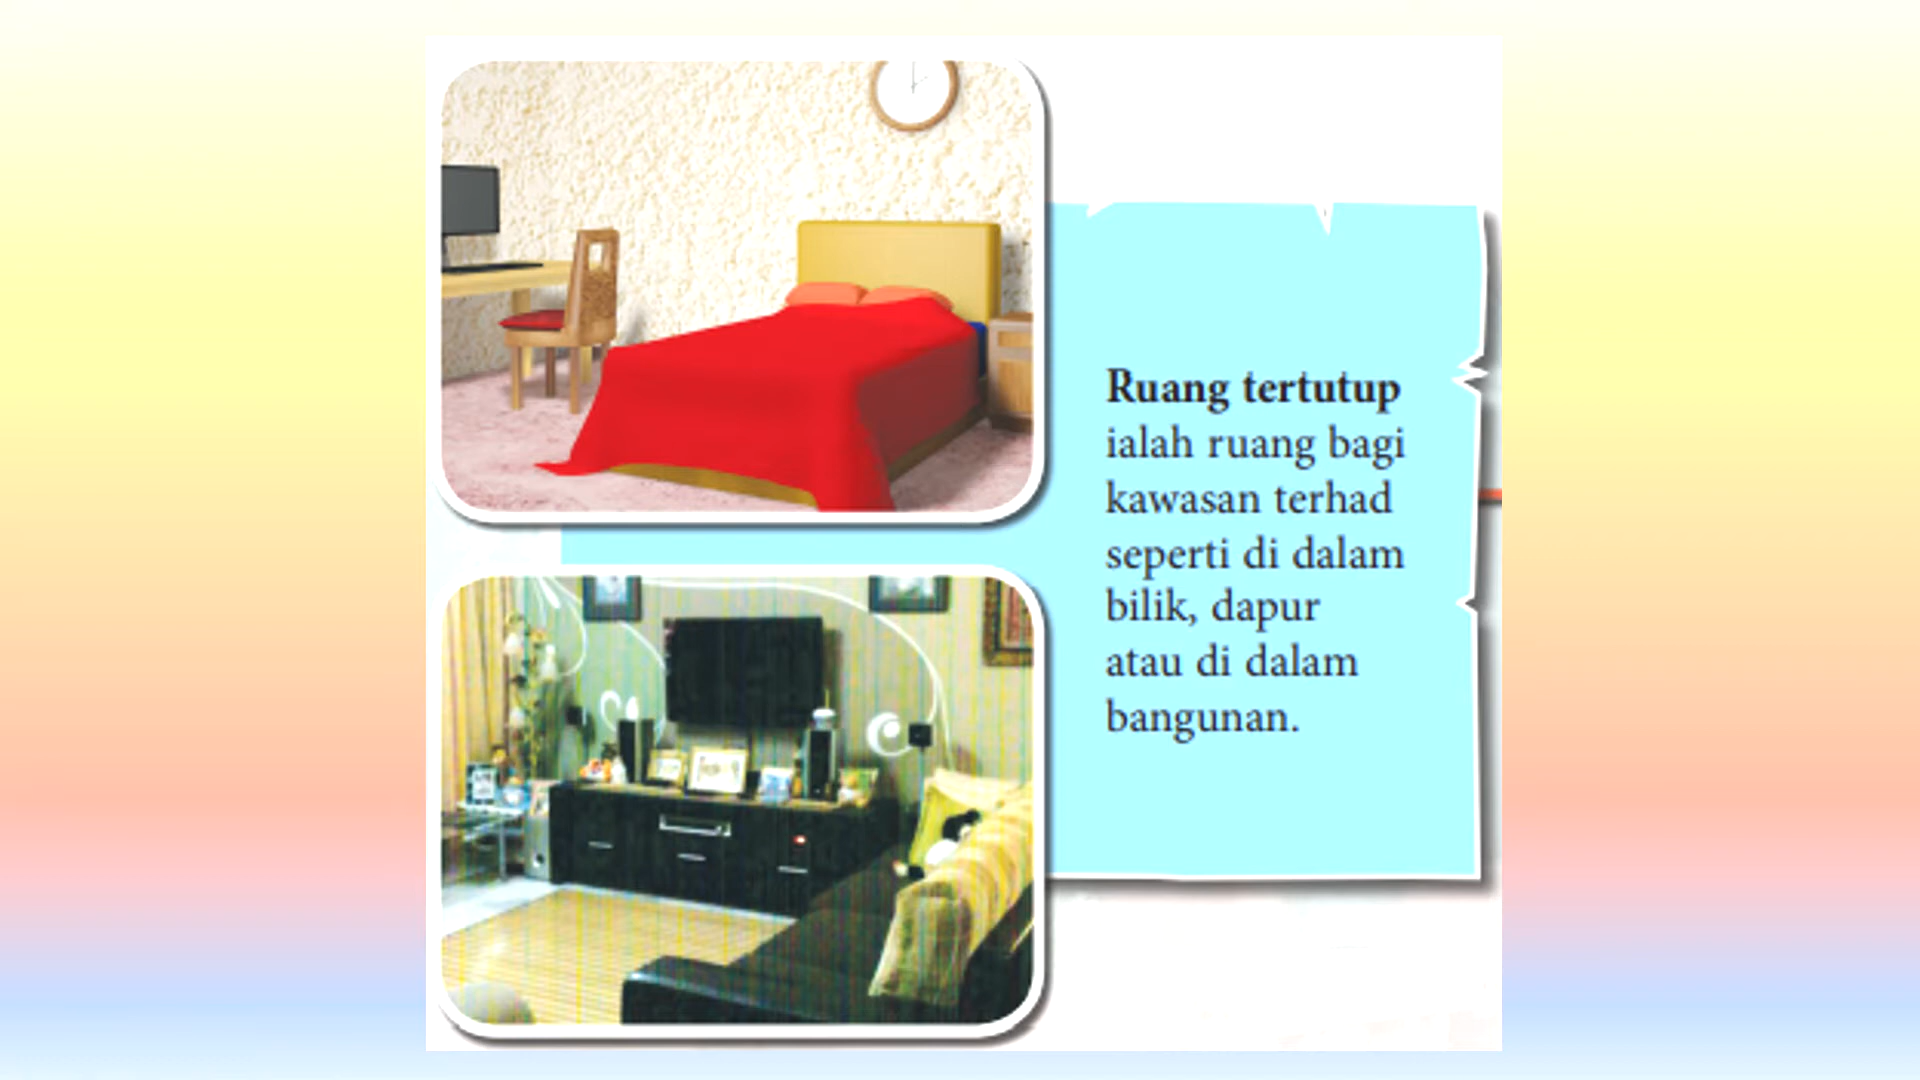 Ruang tertutup
ialah ruang bagi
kawasan terhad
seperti di dalam
bilik, dapur
atau di dalam
bangunan.